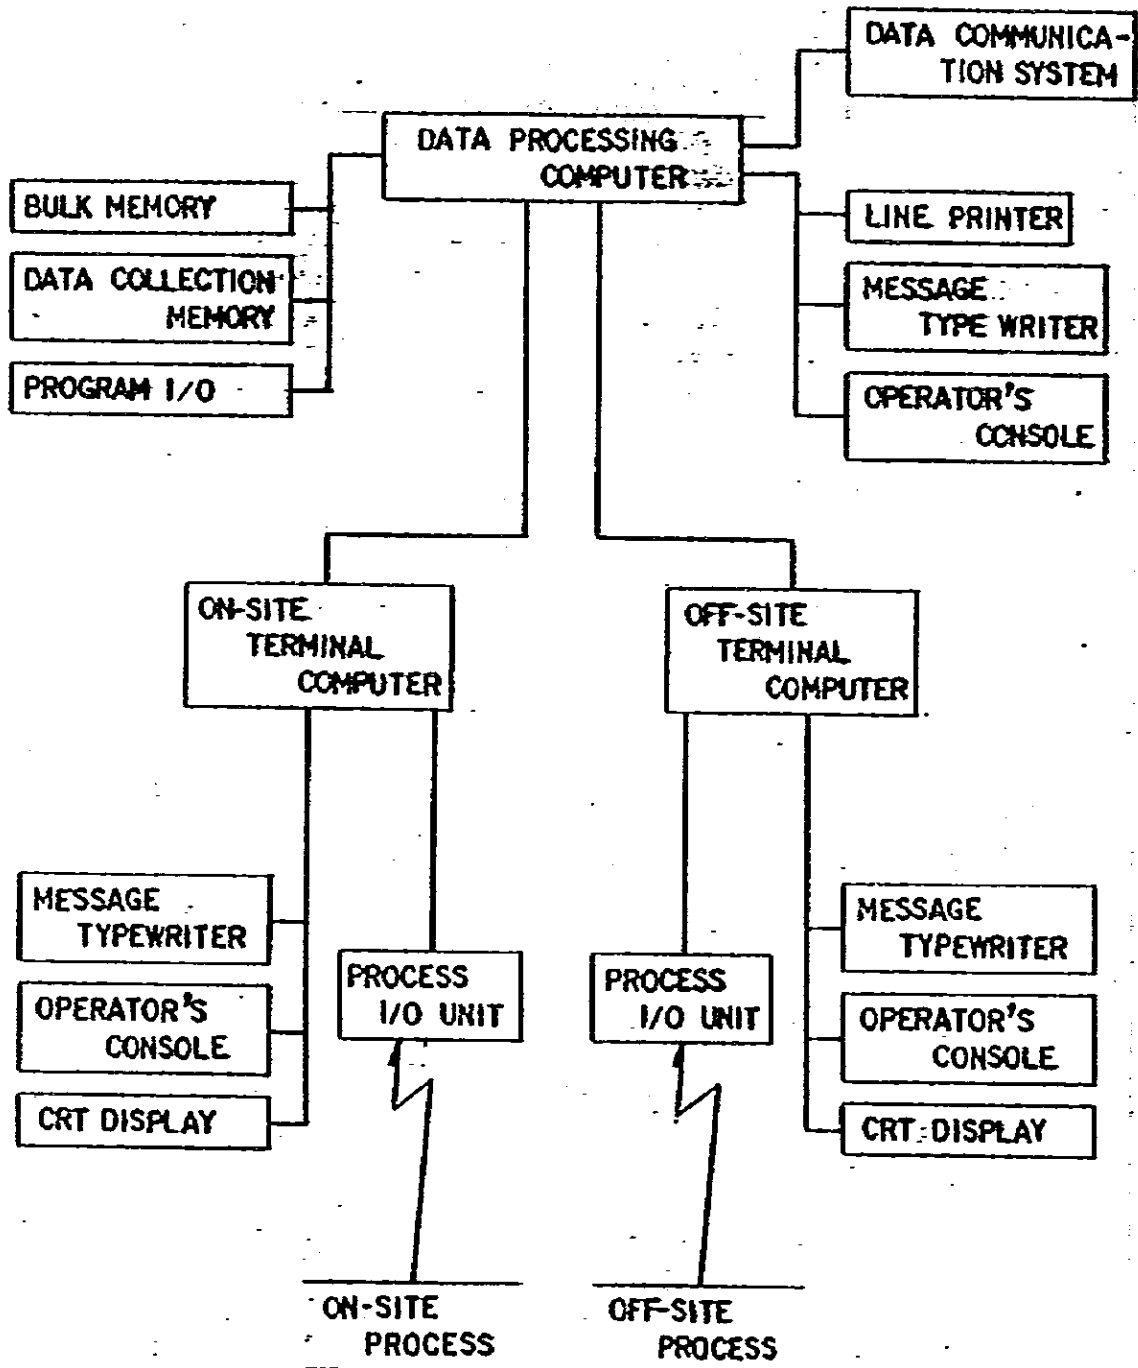 DATA COMMUNICA-
TION SYSTEM
DATA PROCESSING
COMPUTER
BULK MEMORY
DATA COLLECTION
MEMORY
PROGRAM I/O
LINE PRINTER
MESSAGE
TYPE WRITER
OPERATOR'S
CONSOLE
ON-SITE
TERMINAL
COMPUTER
OFF-SITE
TERMINAL
COMPUTER
MESSAGE
TYPEWRITER
OPERATOR'S
CONSOLE
CRT DISPLAY
PROCESS
I/O UNIT
PROCESS
I/O UNIT
MESSAGE
TYPEWRITER
OPERATOR'S
CONSOLE
CRT DISPLAY
ON-SITE
PROCESS
OFF-SITE
PROCESS